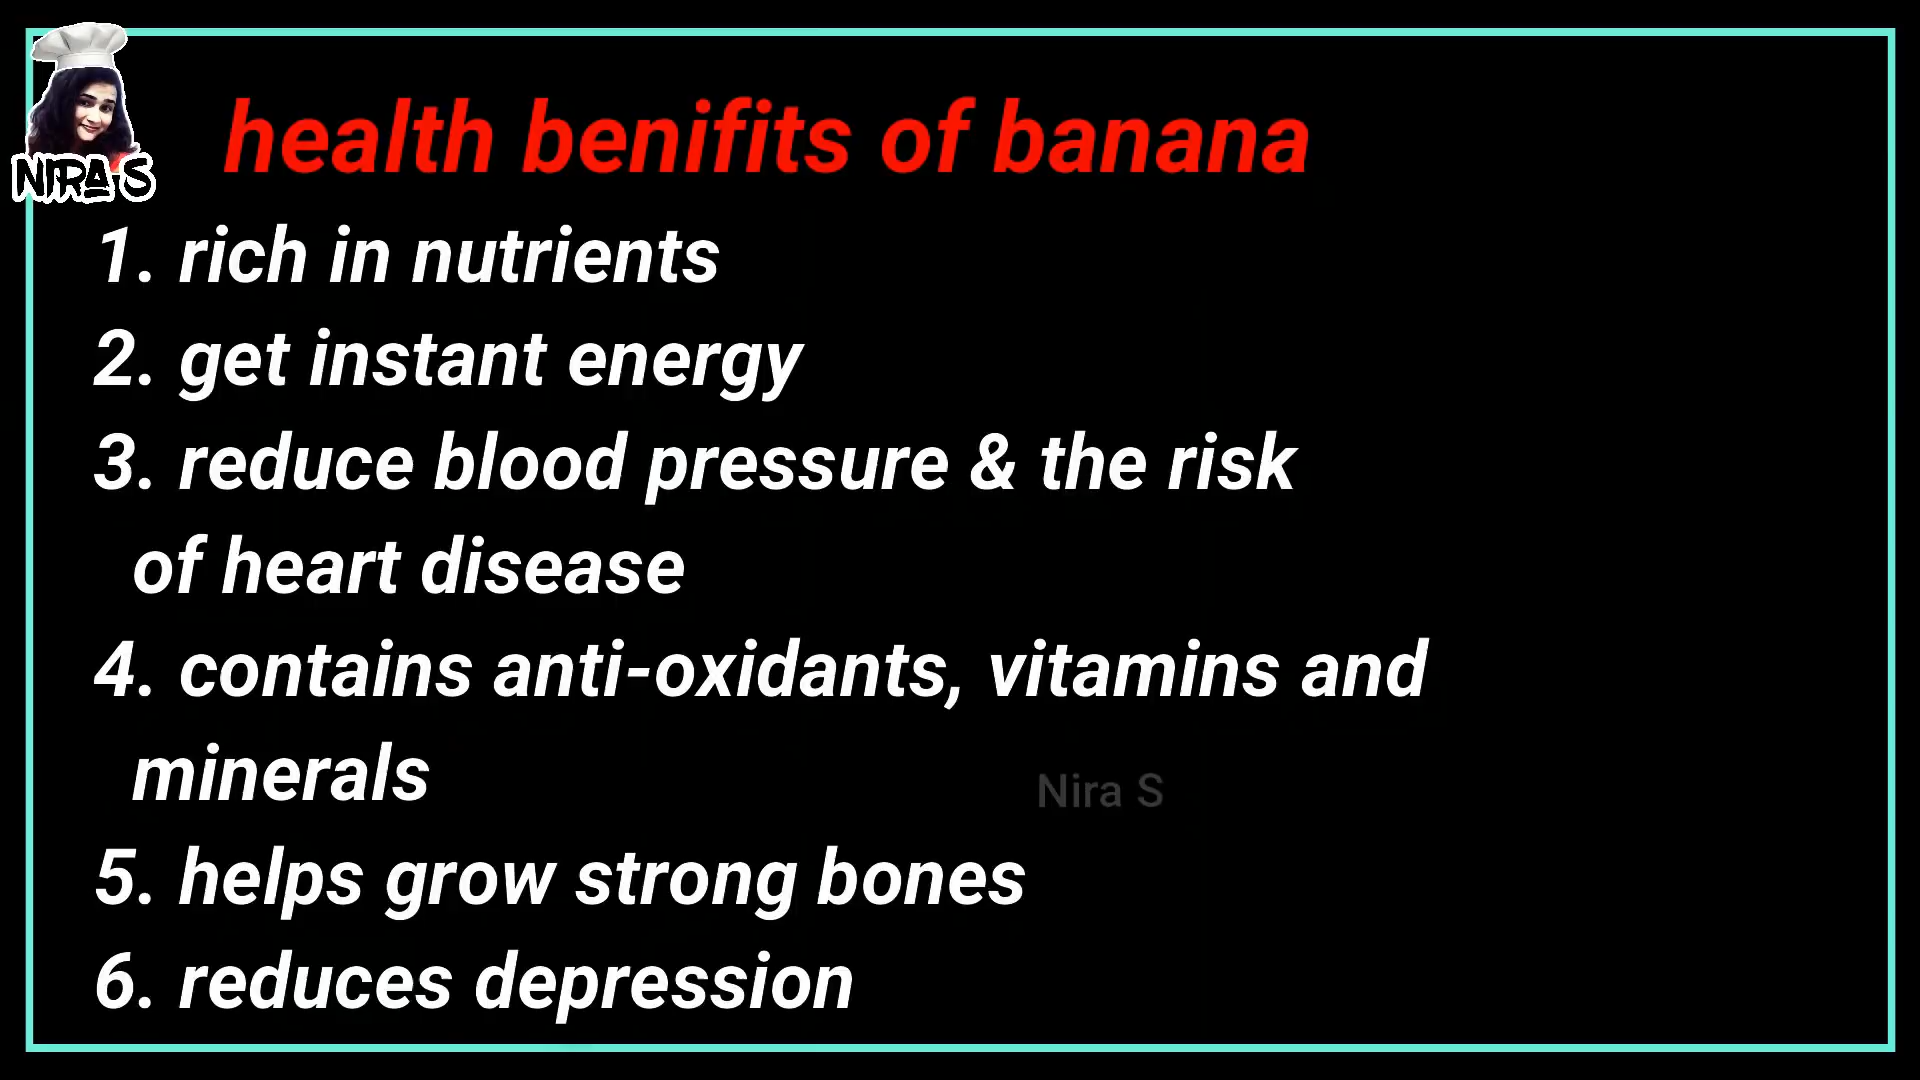 NIRA S
health benifits of banana
1. rich in nutrients
2. get instant energy
3. reduce blood pressure & the risk
of heart disease
4. contains anti-oxidants, vitamins and
minerals
Nira S
5. helps grow strong bones
6. reduces depression